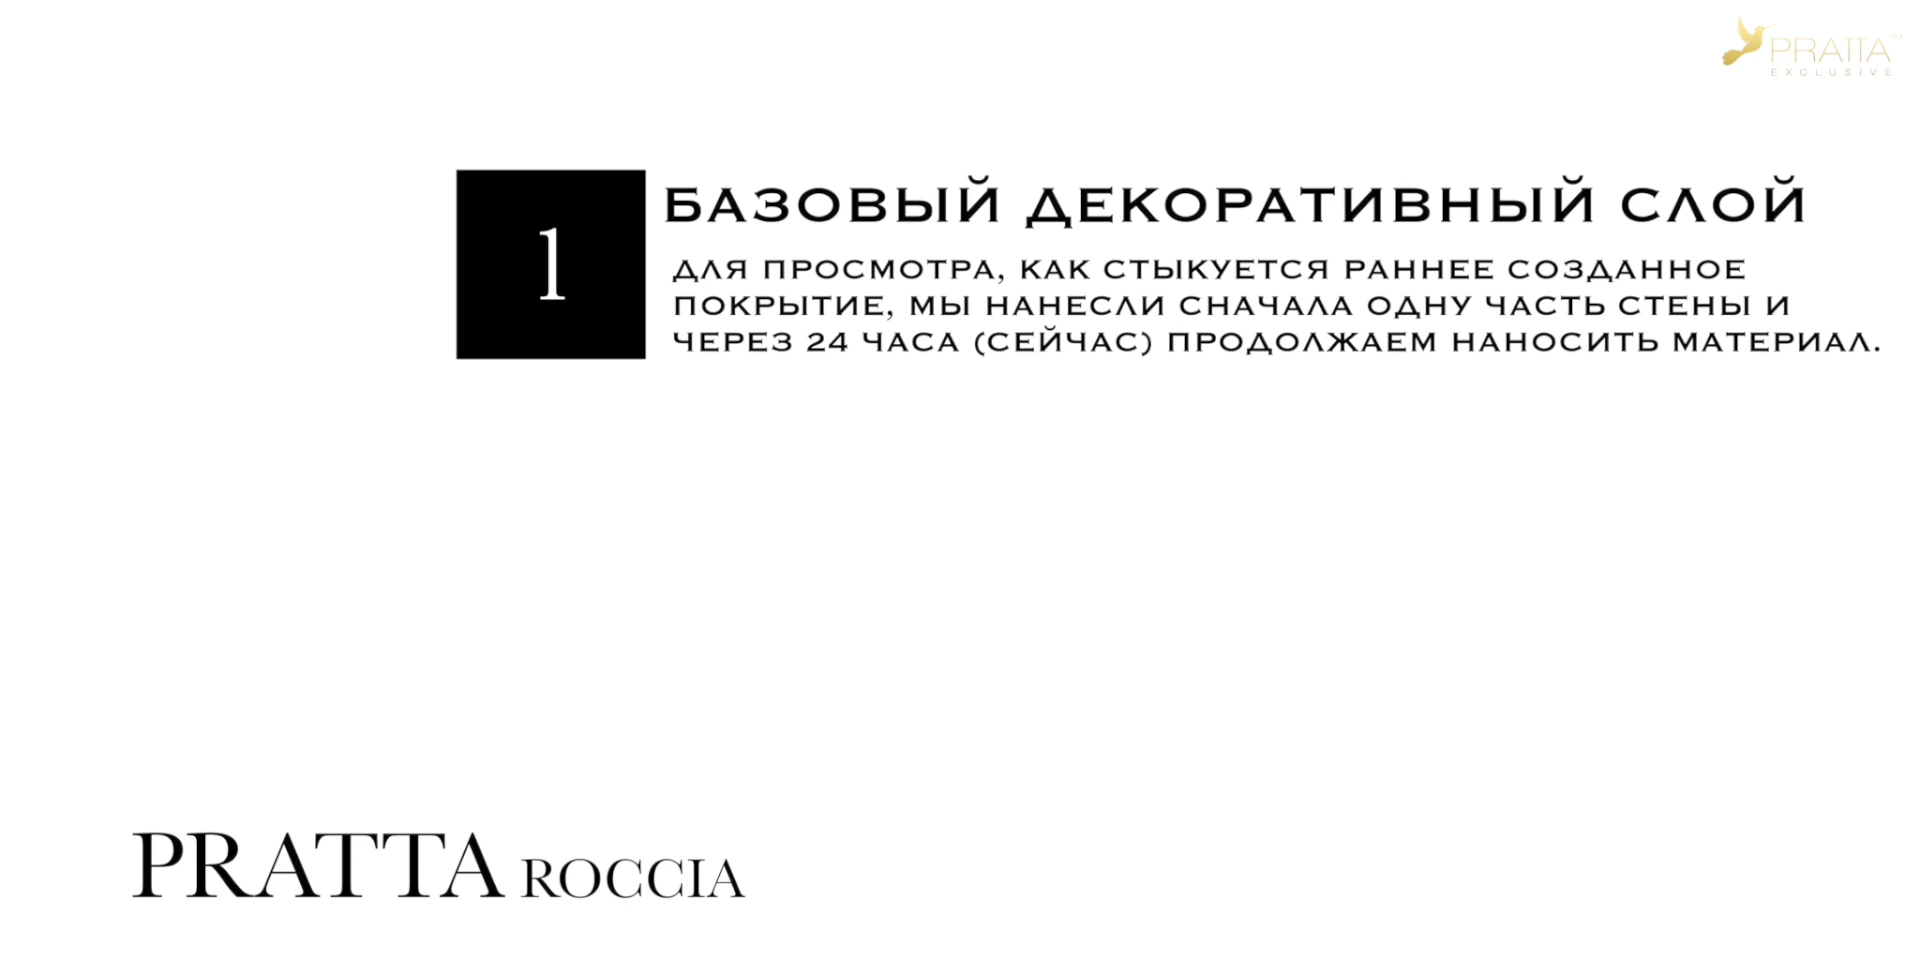 PRATTA™
EXCLUSIVE
1
БАЗОВЫЙ ДЕКОРАТИВНЫЙ СЛОЙ
ДЛЯ ПРОСМОТРА, КАК СТЫКУЕТСЯ РАННЕЕ СОЗДАННОЕ
ПОКРЫТИЕ, МЫ НАНЕСЛИ СНАЧАЛА ОДНУ ЧАСТЬ СТЕНЫ И
ЧЕРЕЗ 24 ЧАСА (СЕЙЧАС) ПРОДОЛЖАЕМ НАНОСИТЬ МАТЕРИАЛ.
PRATTA ROCCIA